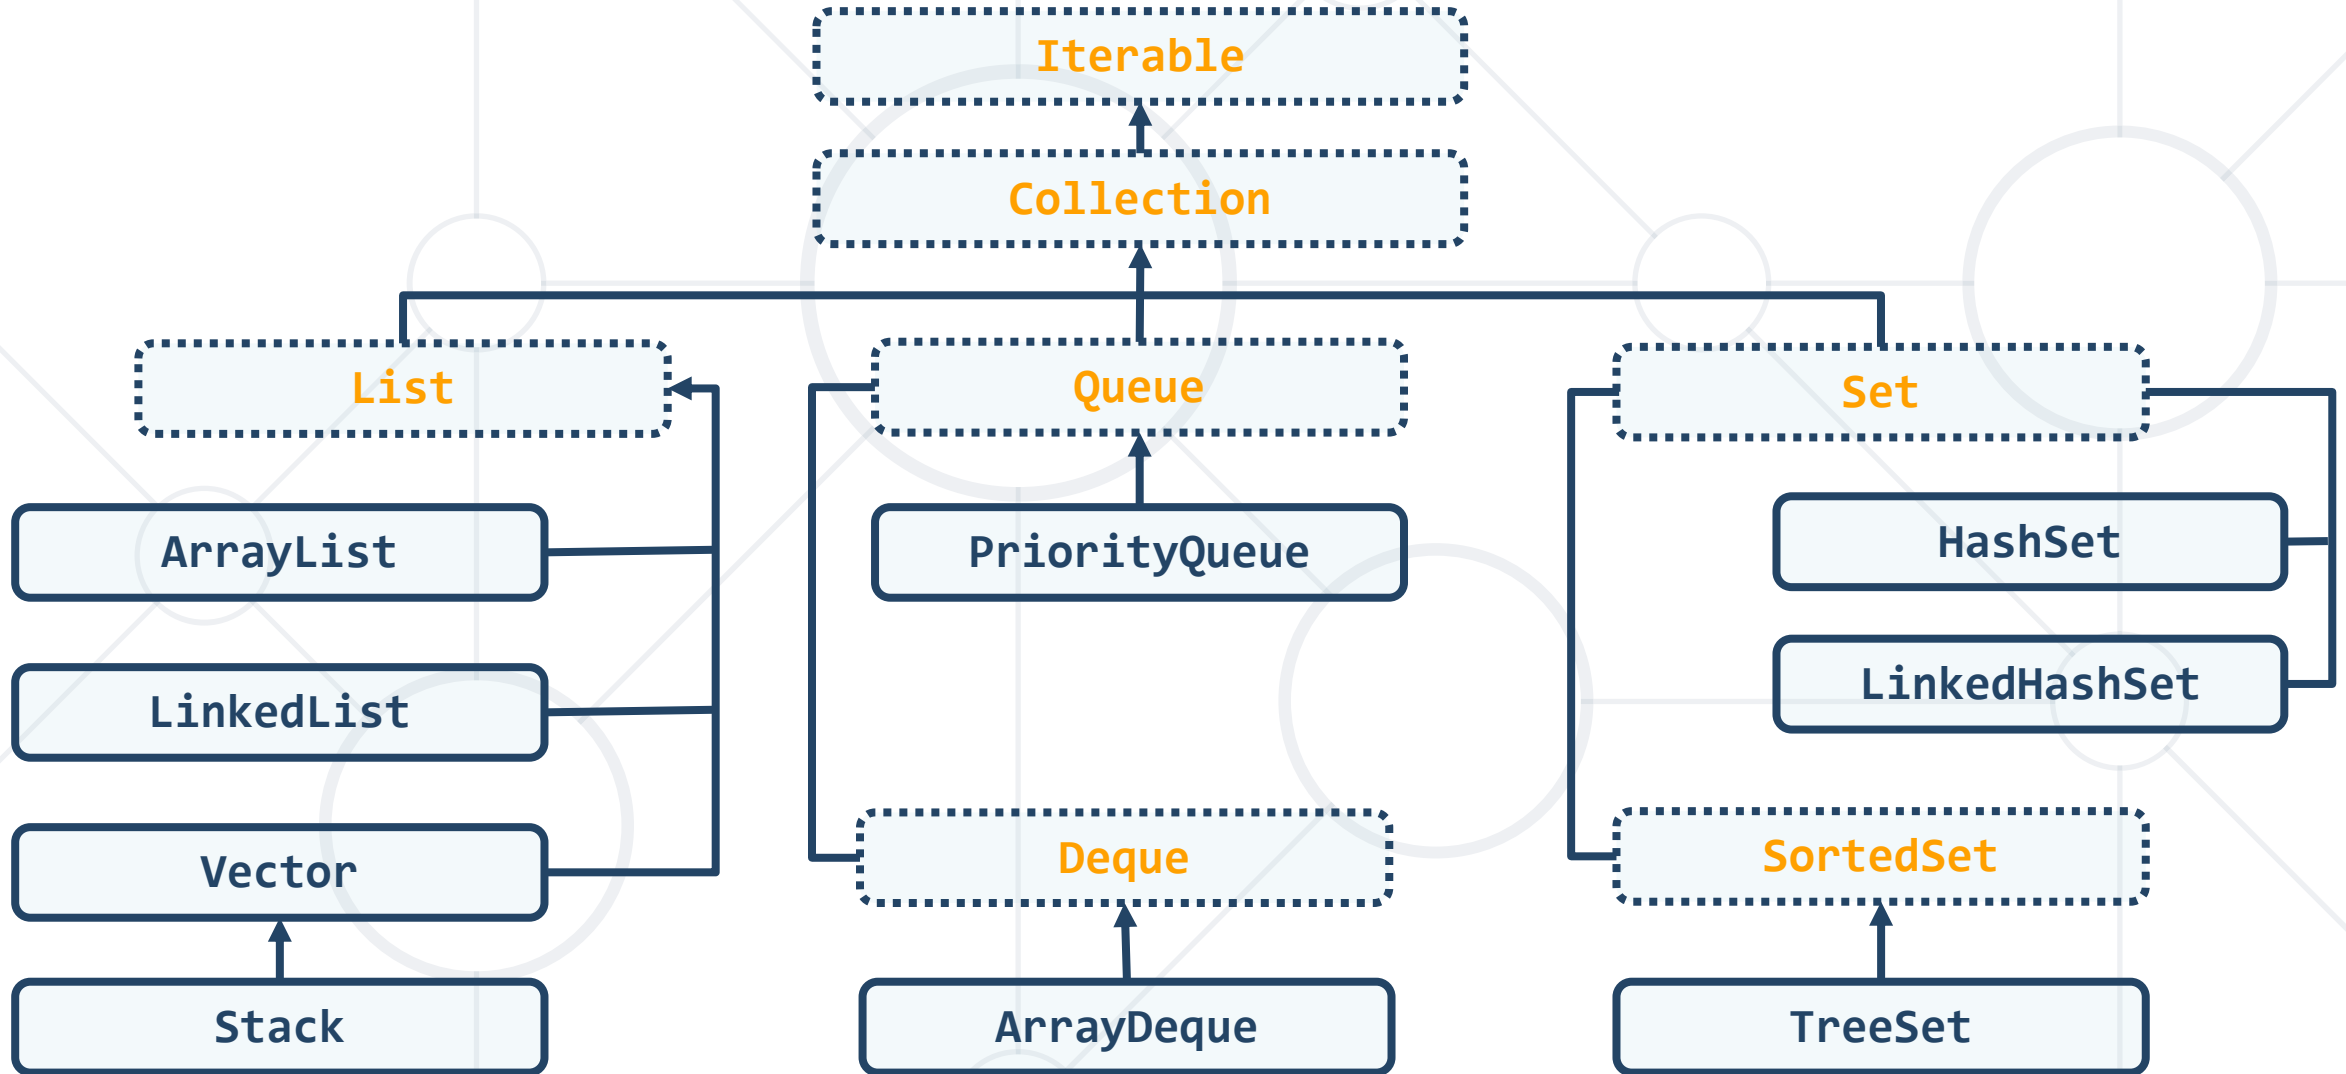 Iterable
Collection
List
Queue
Set
ArrayList
PriorityQueue
HashSet
LinkedList
LinkedHashSet
Vector
Deque
SortedSet
Stack
ArrayDeque
TreeSet